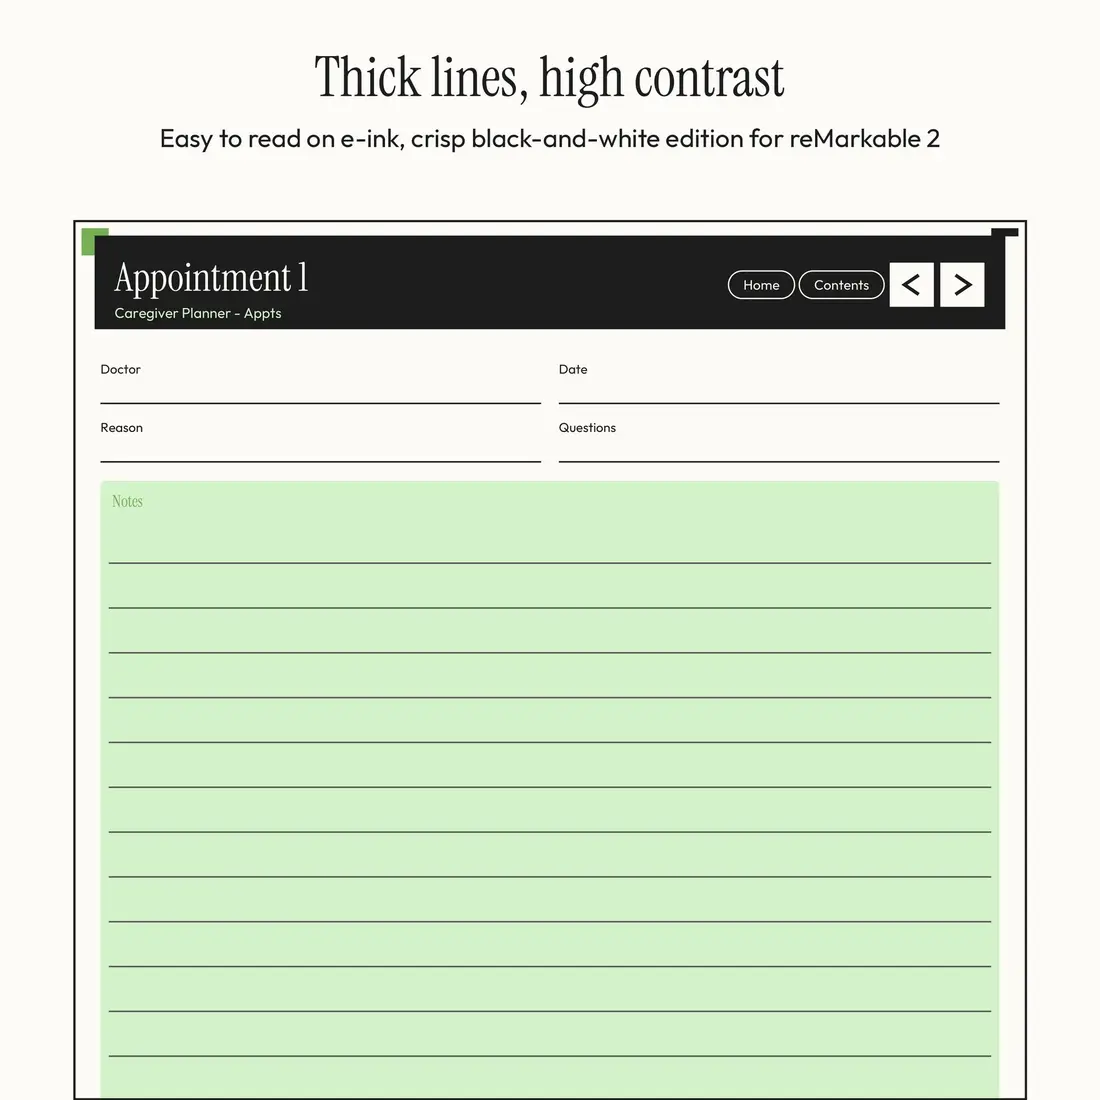 Thick lines, high contrast
Easy to read on e-ink, crisp black-and-white edition for reMarkable 2
Appointment 1
Caregiver Planner - Appts
Home
Contents
<
>
Doctor
Date
Reason
Questions
Notes